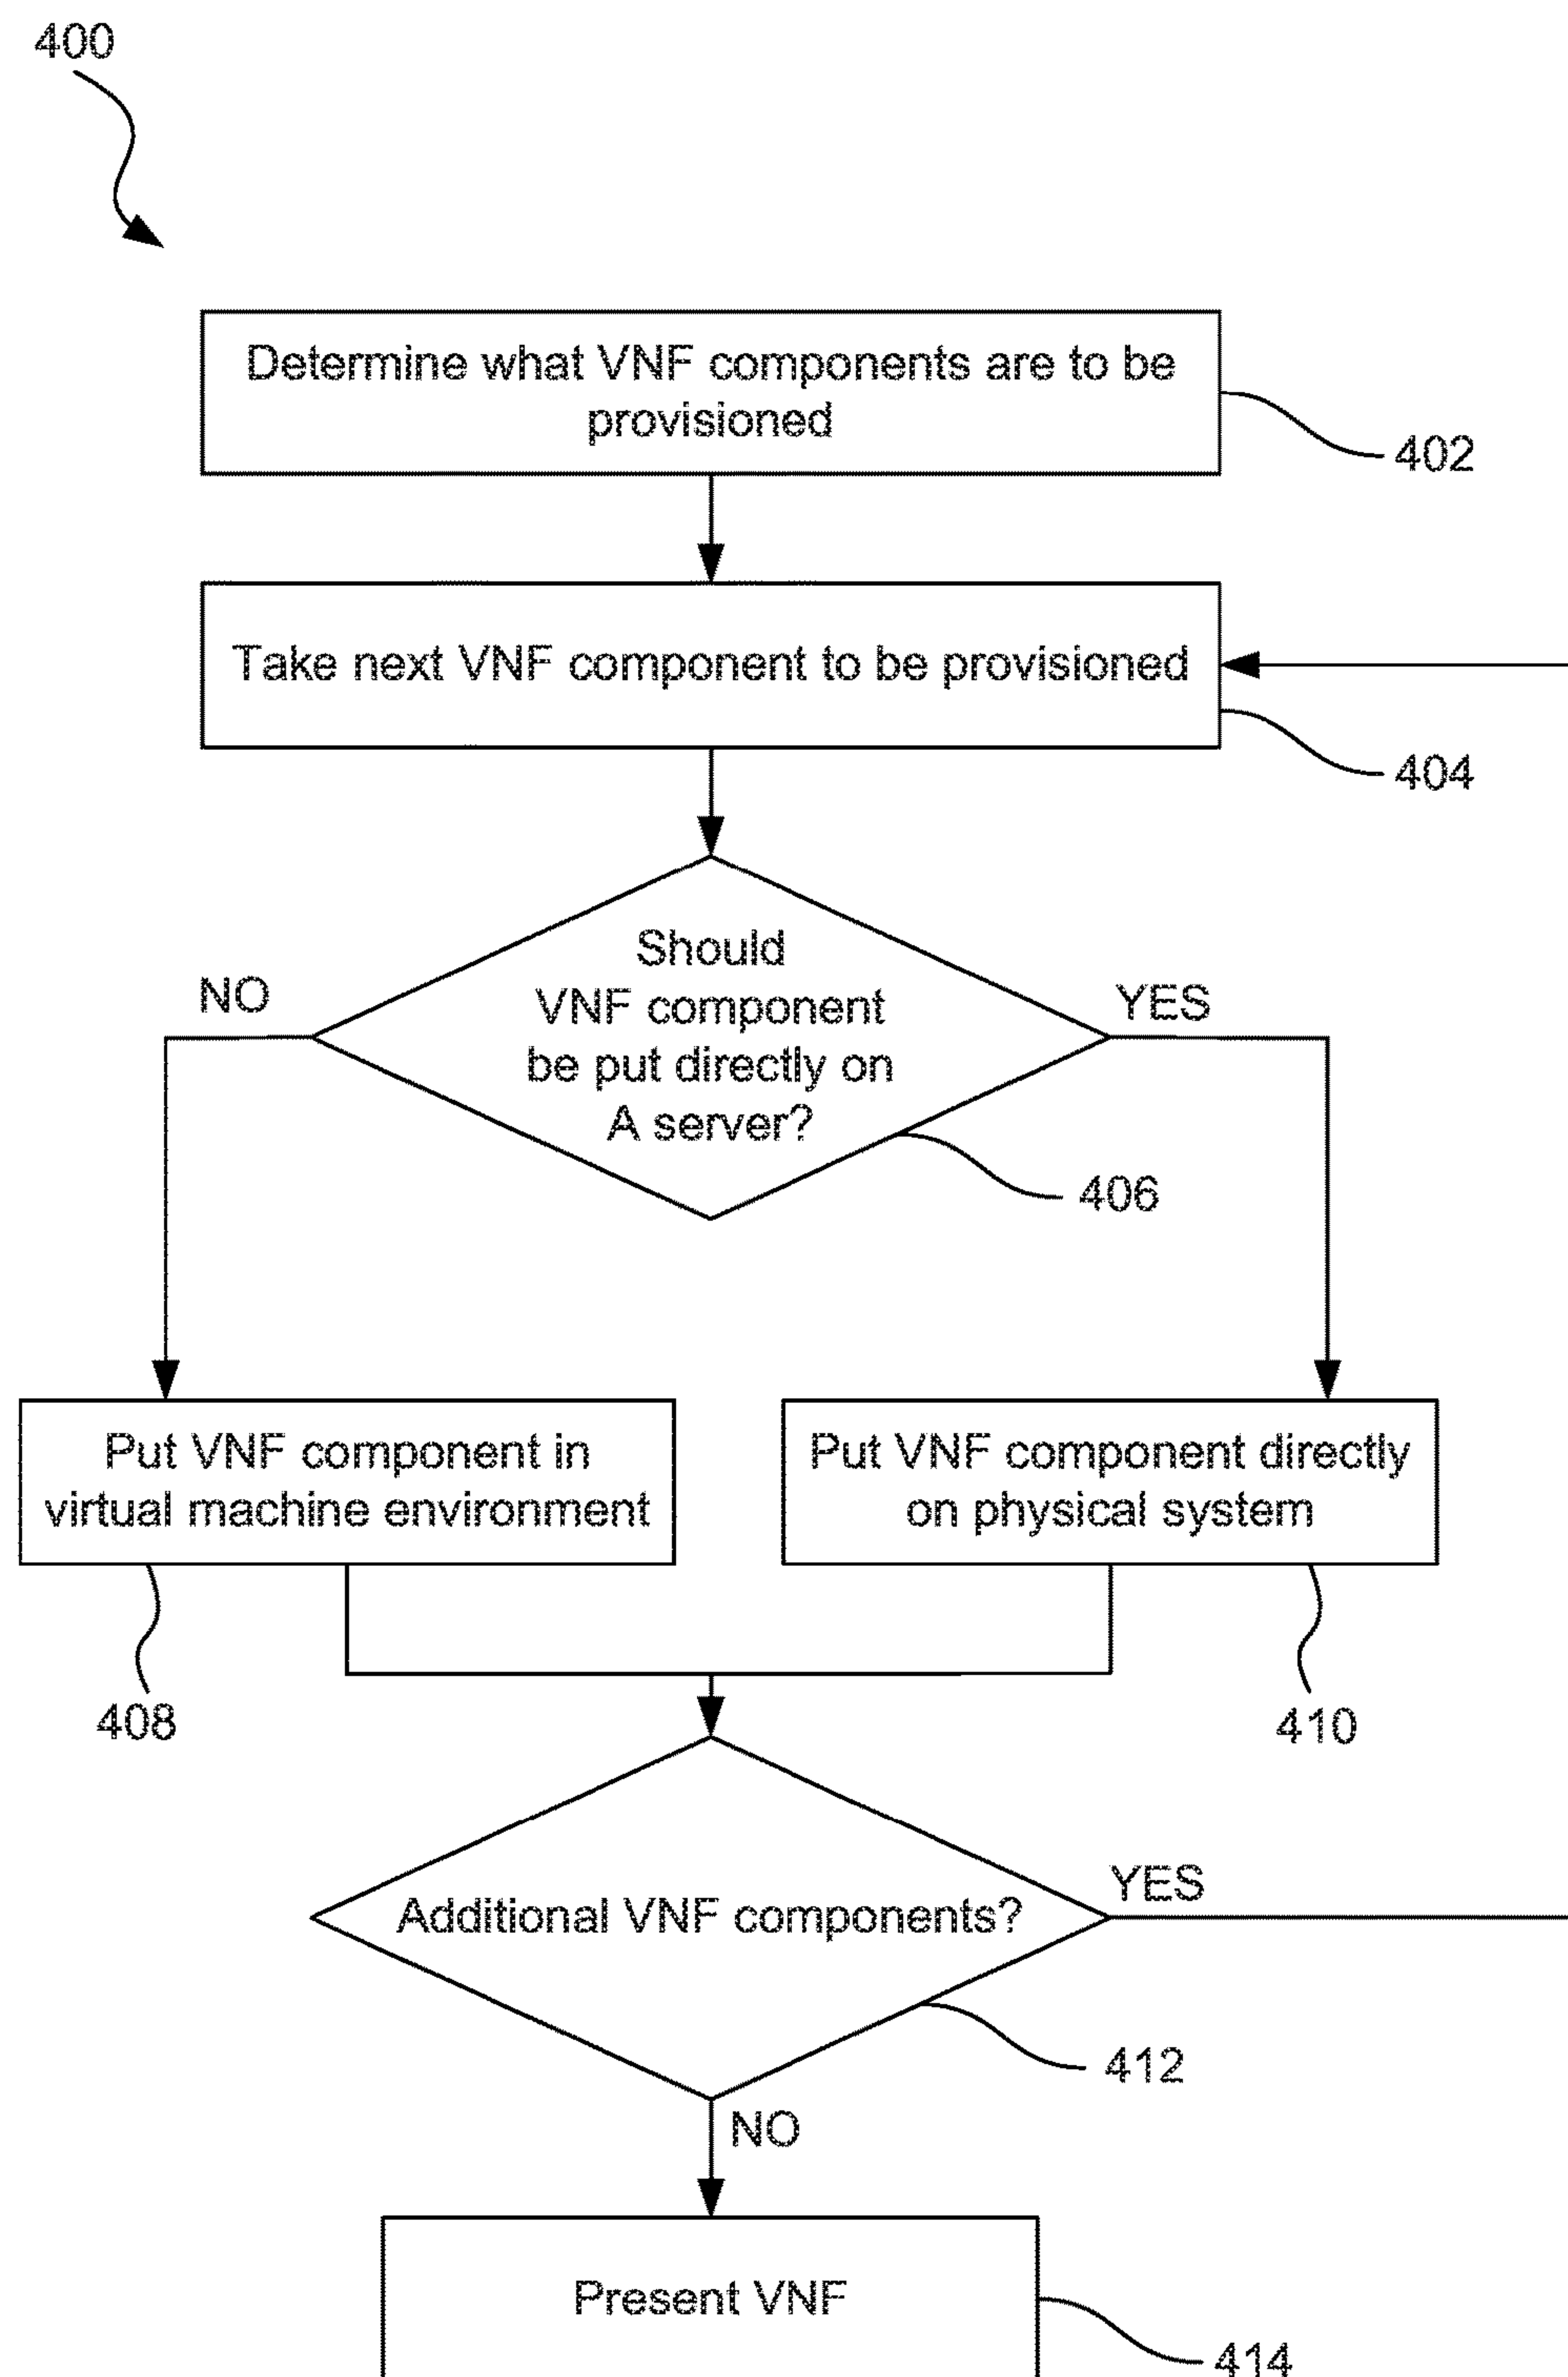 400
Determine what VNF components are to be
provisioned
402
Take next VNF component to be provisioned
404
Should
VNF component
be put directly on
A server?
NO
YES
406
Put VNF component in
virtual machine environment
Put VNF component directly
on physical system
408
410
Additional VNF components?
YES
412
NO
Present VNF
414